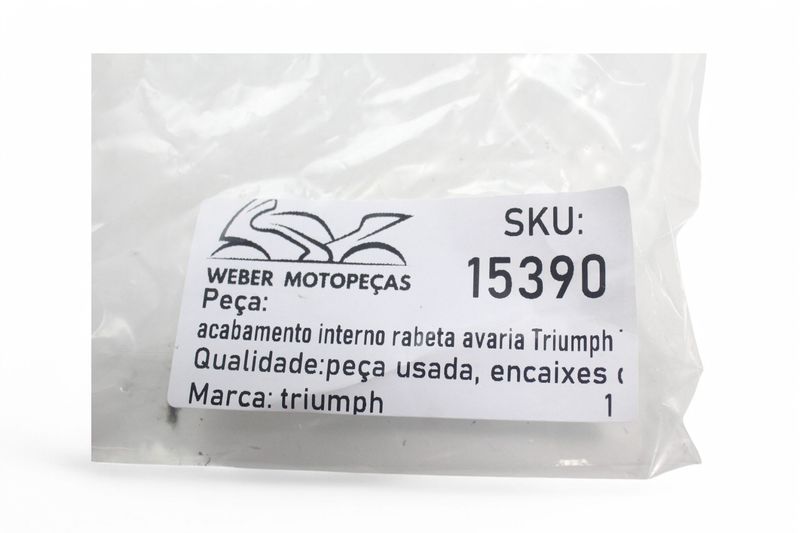 SKU:
WEBER MOTOPEÇAS
15390
Peça:
acabamento interno rabeta avaria Triumph
Qualidade:peça usada, encaixes
Marca: triumph 1